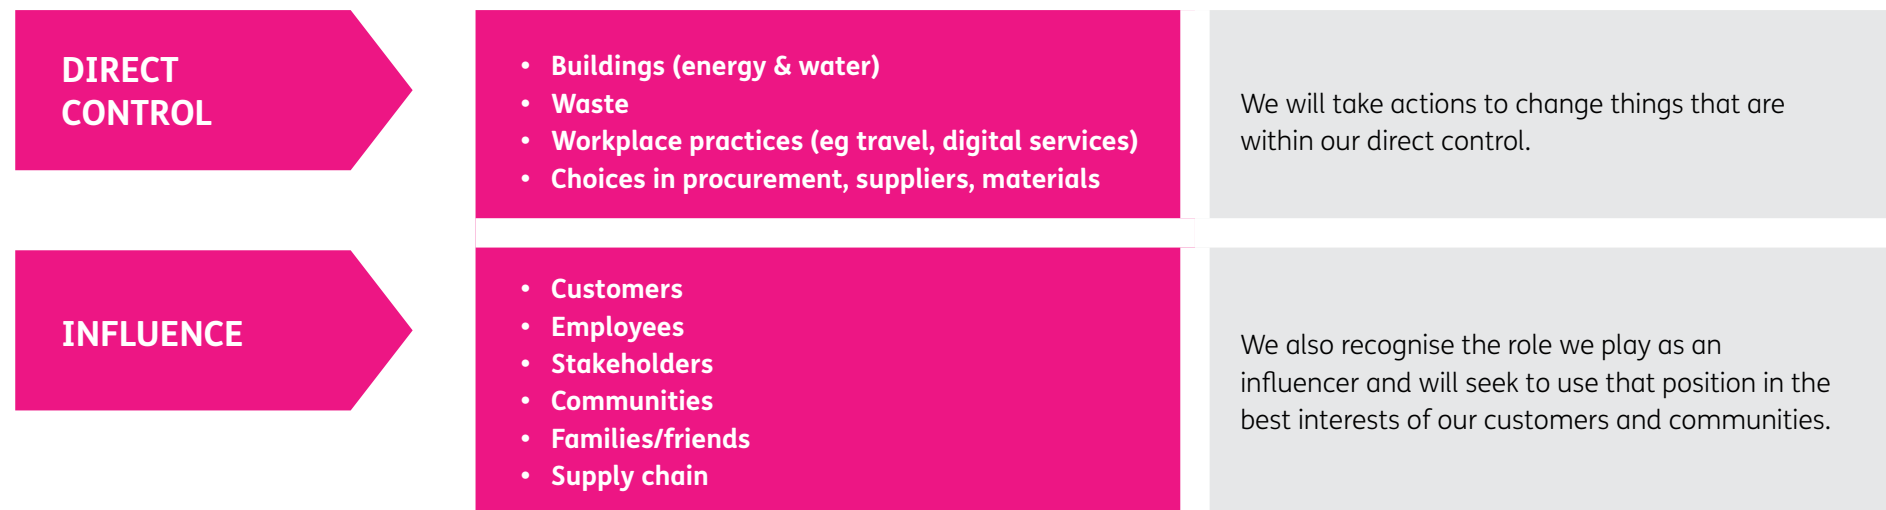 DIRECT
CONTROL
• Buildings (energy & water)
• Waste
• Workplace practices (eg travel, digital services)
• Choices in procurement, suppliers, materials
We will take actions to change things that are
within our direct control.
INFLUENCE
• Customers
• Employees
• Stakeholders
• Communities
• Families/friends
• Supply chain
We also recognise the role we play as an
influencer and will seek to use that position in the
best interests of our customers and communities.